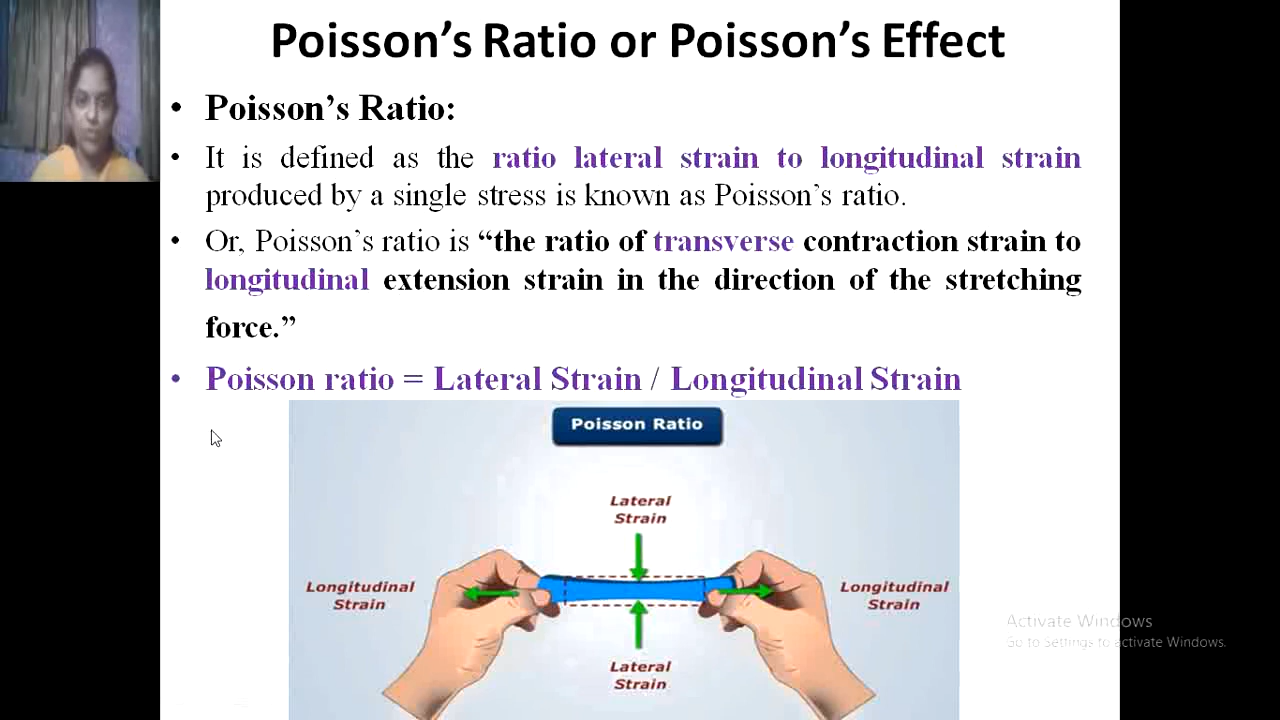 Poisson’s Ratio or Poisson’s Effect
• Poisson’s Ratio:
• It is defined as the ratio lateral strain to longitudinal strain
produced by a single stress is known as Poisson’s ratio.
• Or, Poisson’s ratio is “the ratio of transverse contraction strain to
longitudinal extension strain in the direction of the stretching
force.”
• Poisson ratio = Lateral Strain / Longitudinal Strain
Poisson Ratio
Lateral
Strain
Longitudinal
Strain
Longitudinal
Strain
Lateral
Strain
Activate Windows
Go to Settings to activate Windows.